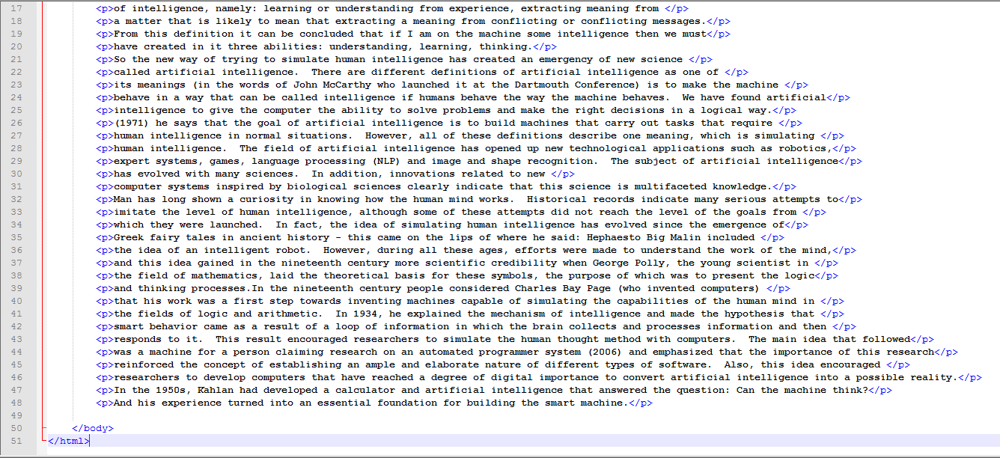 17 <p>of intelligence, namely: learning or understanding from experience, extracting meaning from </p>
18 <p>a matter that is likely to mean that extracting a meaning from conflicting or conflicting messages.</p>
19 <p>From this definition it can be concluded that if I am on the machine some intelligence then we must</p>
20 <p>have created in it three abilities: understanding, learning, thinking.</p>
21 <p>So the new way of trying to simulate human intelligence has created an emergency of new science </p>
22 <p>called artificial intelligence.  There are different definitions of artificial intelligence as one of </p>
23 <p>its meanings (in the words of John McCarthy who launched it at the Dartmouth Conference) is to make the machine </p>
24 <p>behave in a way that can be called intelligence if humans behave the way the machine behaves.  We have found artificial</p>
25 <p>intelligence to give the computer the ability to solve problems and make the right decisions in a logical way.</p>
26 <p>(1971) he says that the goal of artificial intelligence is to build machines that carry out tasks that require </p>
27 <p>human intelligence in normal situations.  However, all of these definitions describe one meaning, which is simulating </p>
28 <p>human intelligence.  The field of artificial intelligence has opened up new technological applications such as robotics,</p>
29 <p>expert systems, games, language processing (NLP) and image and shape recognition.  The subject of artificial intelligence</p>
30 <p>has evolved with many sciences.  In addition, innovations related to new </p>
31 <p>computer systems inspired by biological sciences clearly indicate that this science is multifaceted knowledge.</p>
32 <p>Man has long shown a curiosity in knowing how the human mind works.  Historical records indicate many serious attempts to</p>
33 <p>imitate the level of human intelligence, although some of these attempts did not reach the level of the goals from </p>
34 <p>which they were launched.  In fact, the idea of simulating human intelligence has evolved since the emergence of</p>
35 <p>Greek fairy tales in ancient history - this came on the lips of where he said: Hephaesto Big Malin included </p>
36 <p>the idea of an intelligent robot.  However, during all these ages, efforts were made to understand the work of the mind,</p>
37 <p>and this idea gained in the nineteenth century more scientific credibility when George Polly, the young scientist in </p>
38 <p>the field of mathematics, laid the theoretical basis for these symbols, the purpose of which was to present the logic</p>
39 <p>and thinking processes.In the nineteenth century people considered Charles Bay Page (who invented computers) </p>
40 <p>that his work was a first step towards inventing machines capable of simulating the capabilities of the human mind in </p>
41 <p>the fields of logic and arithmetic.  In 1934, he explained the mechanism of intelligence and made the hypothesis that </p>
42 <p>smart behavior came as a result of a loop of information in which the brain collects and processes information and then </p>
43 <p>responds to it.  This result encouraged researchers to simulate the human thought method with computers.  The main idea that followed</p>
44 <p>was a machine for a person claiming research on an automated programmer system (2006) and emphasized that the importance of this research</p>
45 <p>reinforced the concept of establishing an ample and elaborate nature of different types of software.  Also, this idea encouraged </p>
46 <p>researchers to develop computers that have reached a degree of digital importance to convert artificial intelligence into a possible reality.</p>
47 <p>In the 1950s, Kahlan had developed a calculator and artificial intelligence that answered the question: Can the machine think?</p>
48 <p>And his experience turned into an essential foundation for building the smart machine.</p>
49
50 </body>
51 </html>